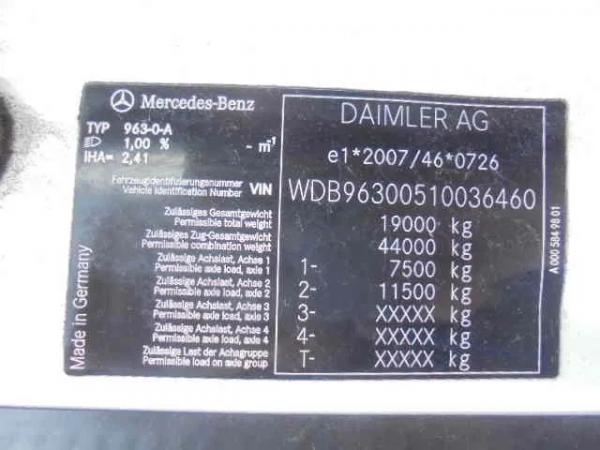 Mercedes-Benz
TYP 963-0-A
1,00 % - m⁻¹
IHA= 2,41
Fahrzeugidentifizierungsnummer
Vehicle Identification Number VIN
Zulässiges Gesamtgewicht
Permissible total weight
Zulässiges Zug-Gesamtgewicht
Permissible combination weight
Zulässige Achslast, Achse 1
Permissible axle load, axle 1
Zulässige Achslast, Achse 2
Permissible axle load, axle 2
Zulässige Achslast, Achse 3
Permissible axle load, axle 3
Zulässige Achslast, Achse 4
Permissible axle load, axle 4
Zulässige Last der Achsgruppe
Permissible load on axle group
Made in Germany
DAIMLER AG
e1*2007/46*0726
WDB96300510036460
19000 kg
44000 kg
1- 7500 kg
2- 11500 kg
3- XXXXX kg
4- XXXXX kg
T- XXXXX kg
A 000 584 98 01